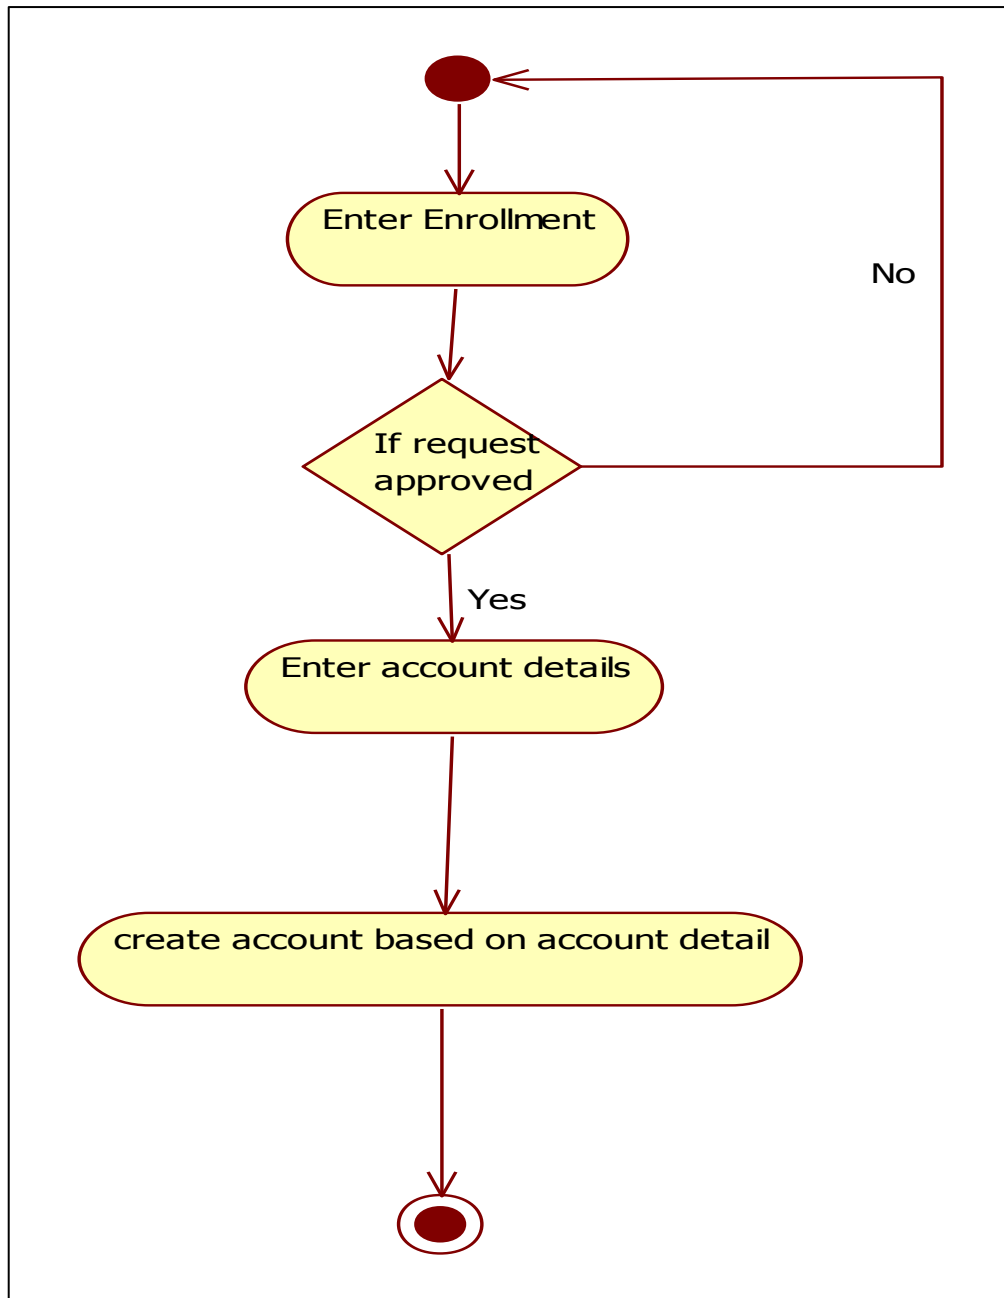 Enter Enrollment
No
If request
approved
Yes
Enter account details
create account based on account detail